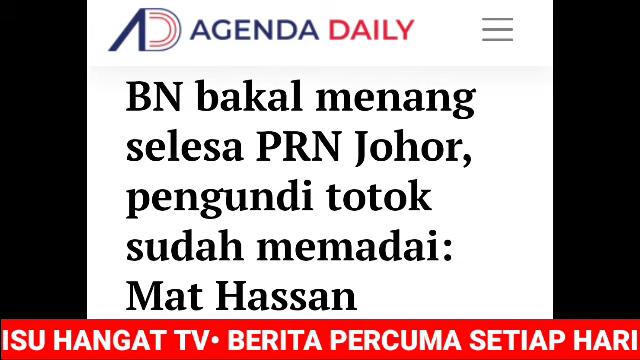 AGENDA DAILY
BN bakal menang
selesa PRN Johor,
pengundi totok
sudah memadai:
Mat Hassan
ISU HANGAT TV• BERITA PERCUMA SETIAP HARI